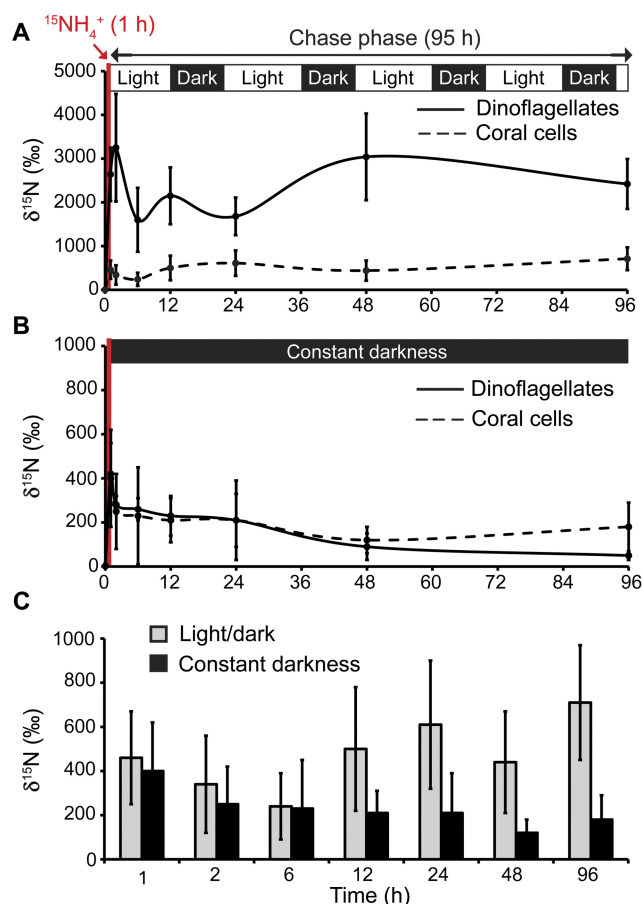 ¹⁵NH₄⁺ (1 h)
A
Chase phase (95 h)
Light Dark Light Dark Light Dark Light Dark
Dinoflagellates
Coral cells
δ¹⁵N (‰)
5000
4000
3000
2000
1000
0
0 12 24 36 48 60 72 84 96
B
Constant darkness
Dinoflagellates
Coral cells
δ¹⁵N (‰)
1000
800
600
400
200
0
0 12 24 36 48 60 72 84 96
C
Light/dark
Constant darkness
δ¹⁵N (‰)
1000
800
600
400
200
0
1 2 6 12 24 48 96
Time (h)